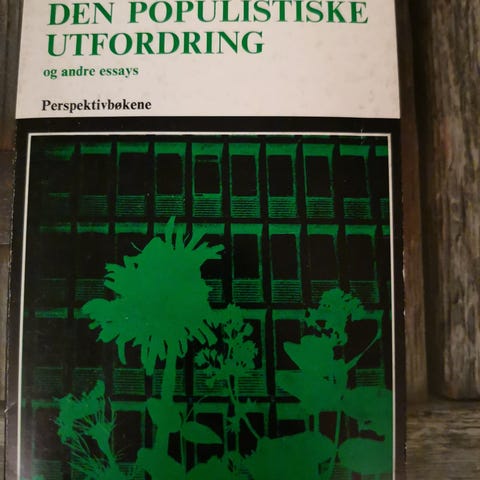 DEN POPULISTISKE
UTFORDRING
og andre essays
Perspektivbøkene